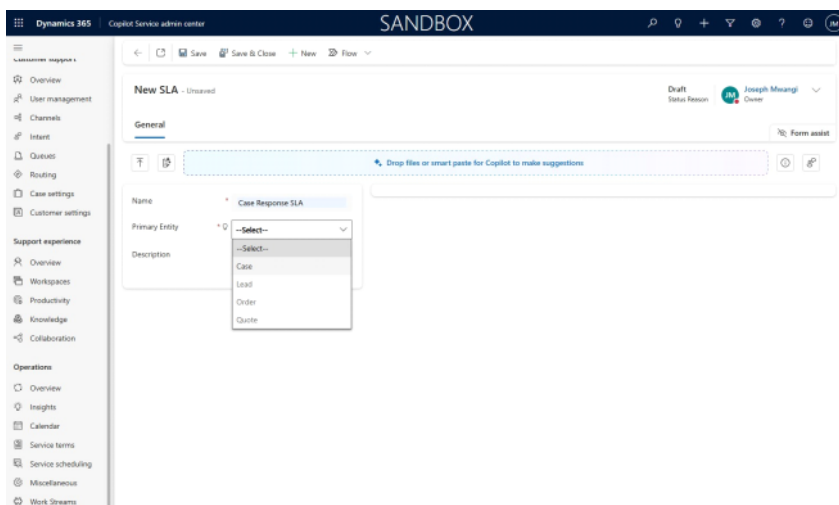 Dynamics 365 Copilot Service admin center SANDBOX JM
Customer support
Overview
User management
Channels
Intent
Queues
Routing
Case settings
Customer settings
Support experience
Overview
Workspaces
Productivity
Knowledge
Collaboration
Operations
Overview
Insights
Calendar
Service terms
Service scheduling
Miscellaneous
Work Streams
Save Save & Close New Flow
New SLA - Unsaved
Draft
Status Reason
JM Joseph Mwangi
Owner
General
Form assist
Drop files or smart paste for Copilot to make suggestions
Name * Case Response SLA
Primary Entity * --Select--
Description
--Select--
Case
Lead
Order
Quote